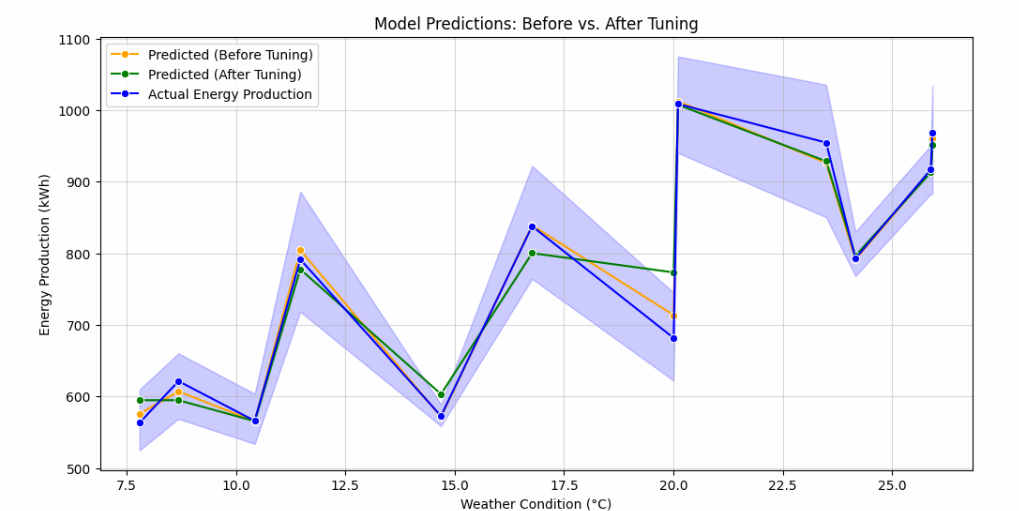 Model Predictions: Before vs. After Tuning
Predicted (Before Tuning)
Predicted (After Tuning)
Actual Energy Production
Energy Production (kWh)
1100
1000
900
800
700
600
500
7.5 10.0 12.5 15.0 17.5 20.0 22.5 25.0
Weather Condition (°C)